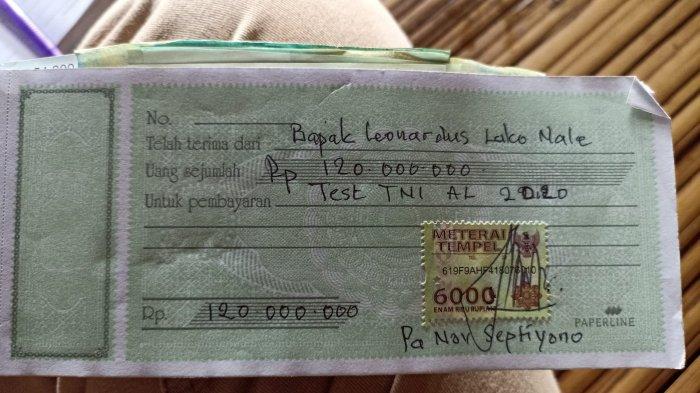 No.
Telah terima dari Bapak Leonardus Lako Nale
Uang sejumlah Rp 120.000.000.
Untuk pembayaran Test TNI AL 2020
METERAI
TEMPEL
6000
ENAM RIBU RUPIAH
Rp. 120.000.000
PAPERLINE
Pa Nov Septiyono